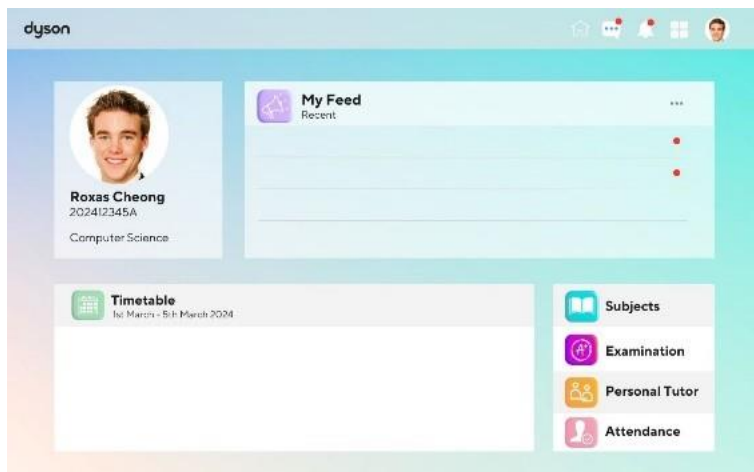 dyson
My Feed
Recent
Roxas Cheong
202412345A
Computer Science
Timetable
1st March - 5th March 2024
Subjects
A+
Examination
Personal Tutor
Attendance